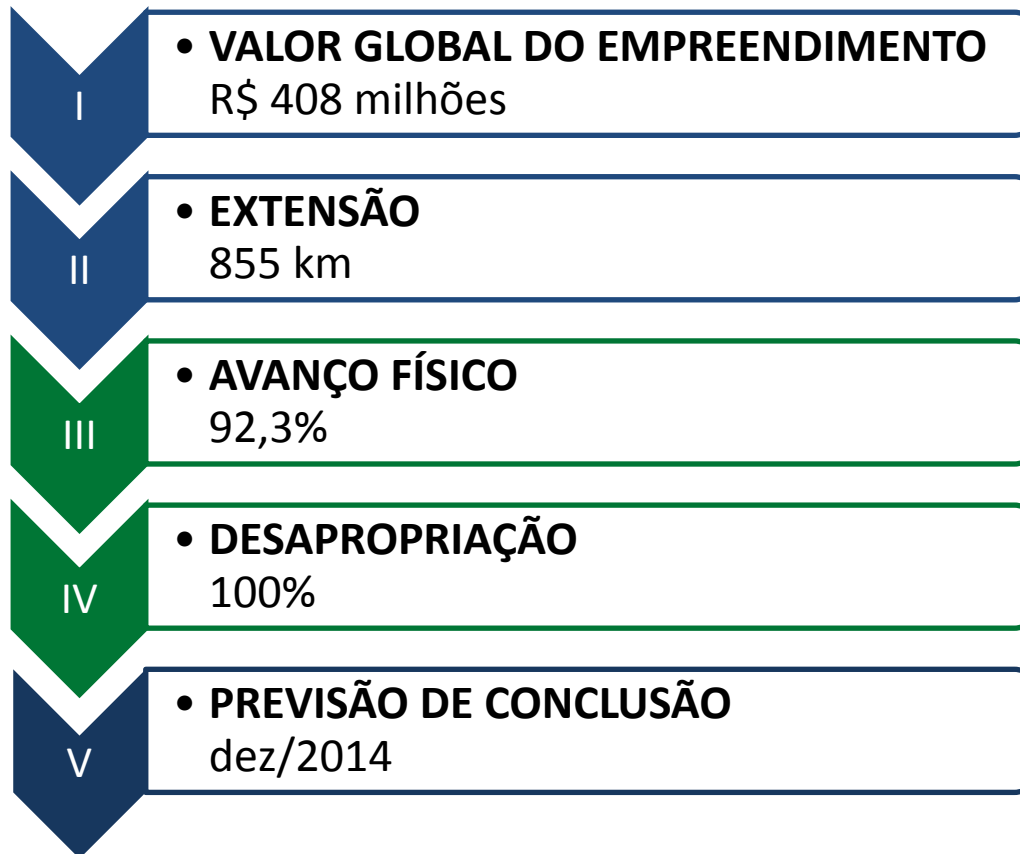 I
• VALOR GLOBAL DO EMPREENDIMENTO
R$ 408 milhões
II
• EXTENSÃO
855 km
III
• AVANÇO FÍSICO
92,3%
IV
• DESAPROPRIAÇÃO
100%
V
• PREVISÃO DE CONCLUSÃO
dez/2014